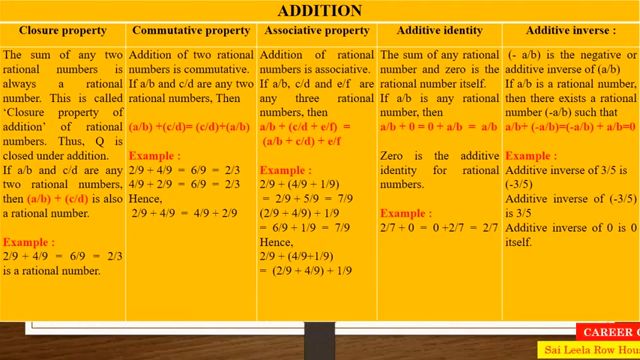 ADDITION
Closure property
The sum of any two
rational numbers is
always a rational
number. This is called
‘Closure property of
addition’ of rational
numbers. Thus, Q is
closed under addition.
If a/b and c/d are any
two rational numbers,
then (a/b) + (c/d) is also
a rational number.
Example :
2/9 + 4/9 = 6/9 = 2/3
is a rational number.
Commutative property
Addition of two rational
numbers is commutative.
If a/b and c/d are any two
rational numbers, Then
(a/b) +(c/d)= (c/d)+(a/b)
Example :
2/9 + 4/9 = 6/9 = 2/3
4/9 + 2/9 = 6/9 = 2/3
Hence,
2/9 + 4/9 = 4/9 + 2/9
Associative property
Addition of rational
numbers is associative.
If a/b, c/d and e/f are
any three rational
numbers, then
a/b + (c/d + e/f) =
(a/b + c/d) + e/f
Example :
2/9 + (4/9 + 1/9)
= 2/9 + 5/9 = 7/9
(2/9 + 4/9) + 1/9
= 6/9 + 1/9 = 7/9
Hence,
2/9 + (4/9+1/9)
= (2/9 + 4/9) + 1/9
Additive identity
The sum of any rational
number and zero is the
rational number itself.
If a/b is any rational
number, then
a/b + 0 = 0 + a/b = a/b
Zero is the additive
identity for rational
numbers.
Example :
2/7 + 0 = 0 +2/7 = 2/7
Additive inverse :
(- a/b) is the negative or
additive inverse of (a/b)
If a/b is a rational number,
then there exists a rational
number (-a/b) such that
a/b+ (-a/b)=(-a/b) + a/b=0
Example :
Additive inverse of 3/5 is
(-3/5)
Additive inverse of (-3/5)
is 3/5
Additive inverse of 0 is 0
itself.
CAREER
Sai Leela Row